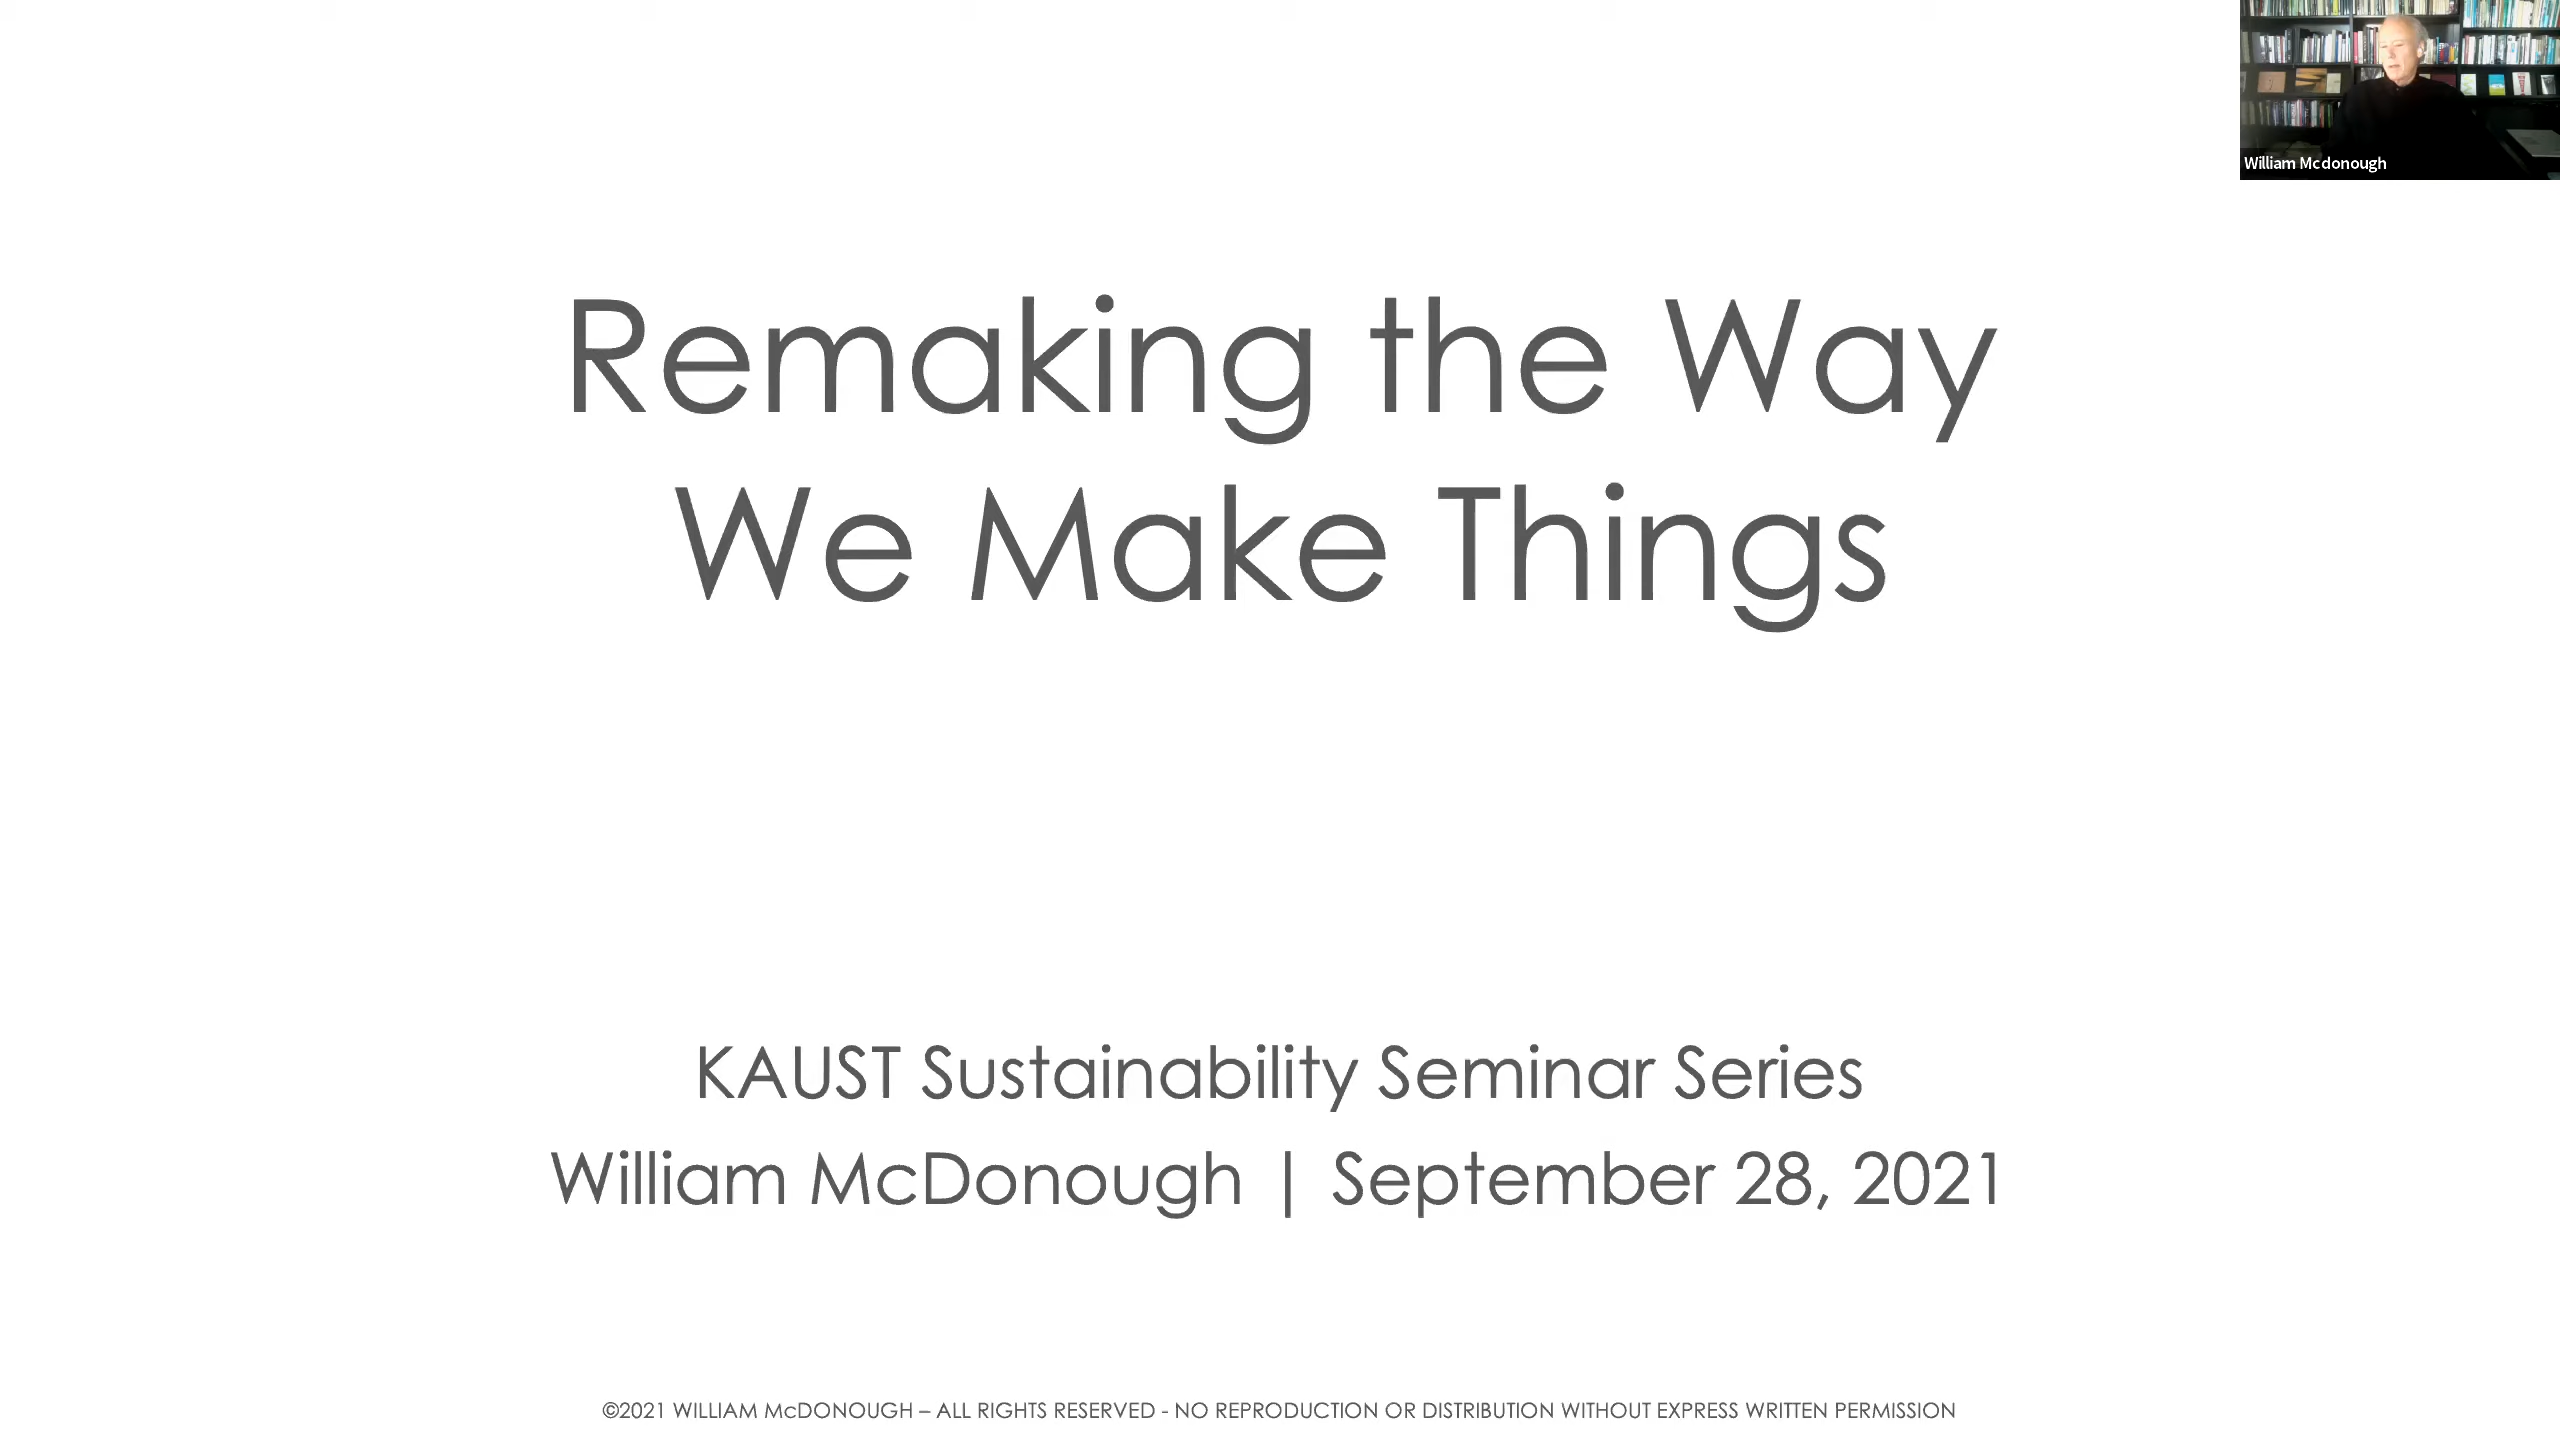 William Mcdonough
Remaking the Way
We Make Things
KAUST Sustainability Seminar Series
William McDonough | September 28, 2021
©2021 WILLIAM McDONOUGH – ALL RIGHTS RESERVED - NO REPRODUCTION OR DISTRIBUTION WITHOUT EXPRESS WRITTEN PERMISSION